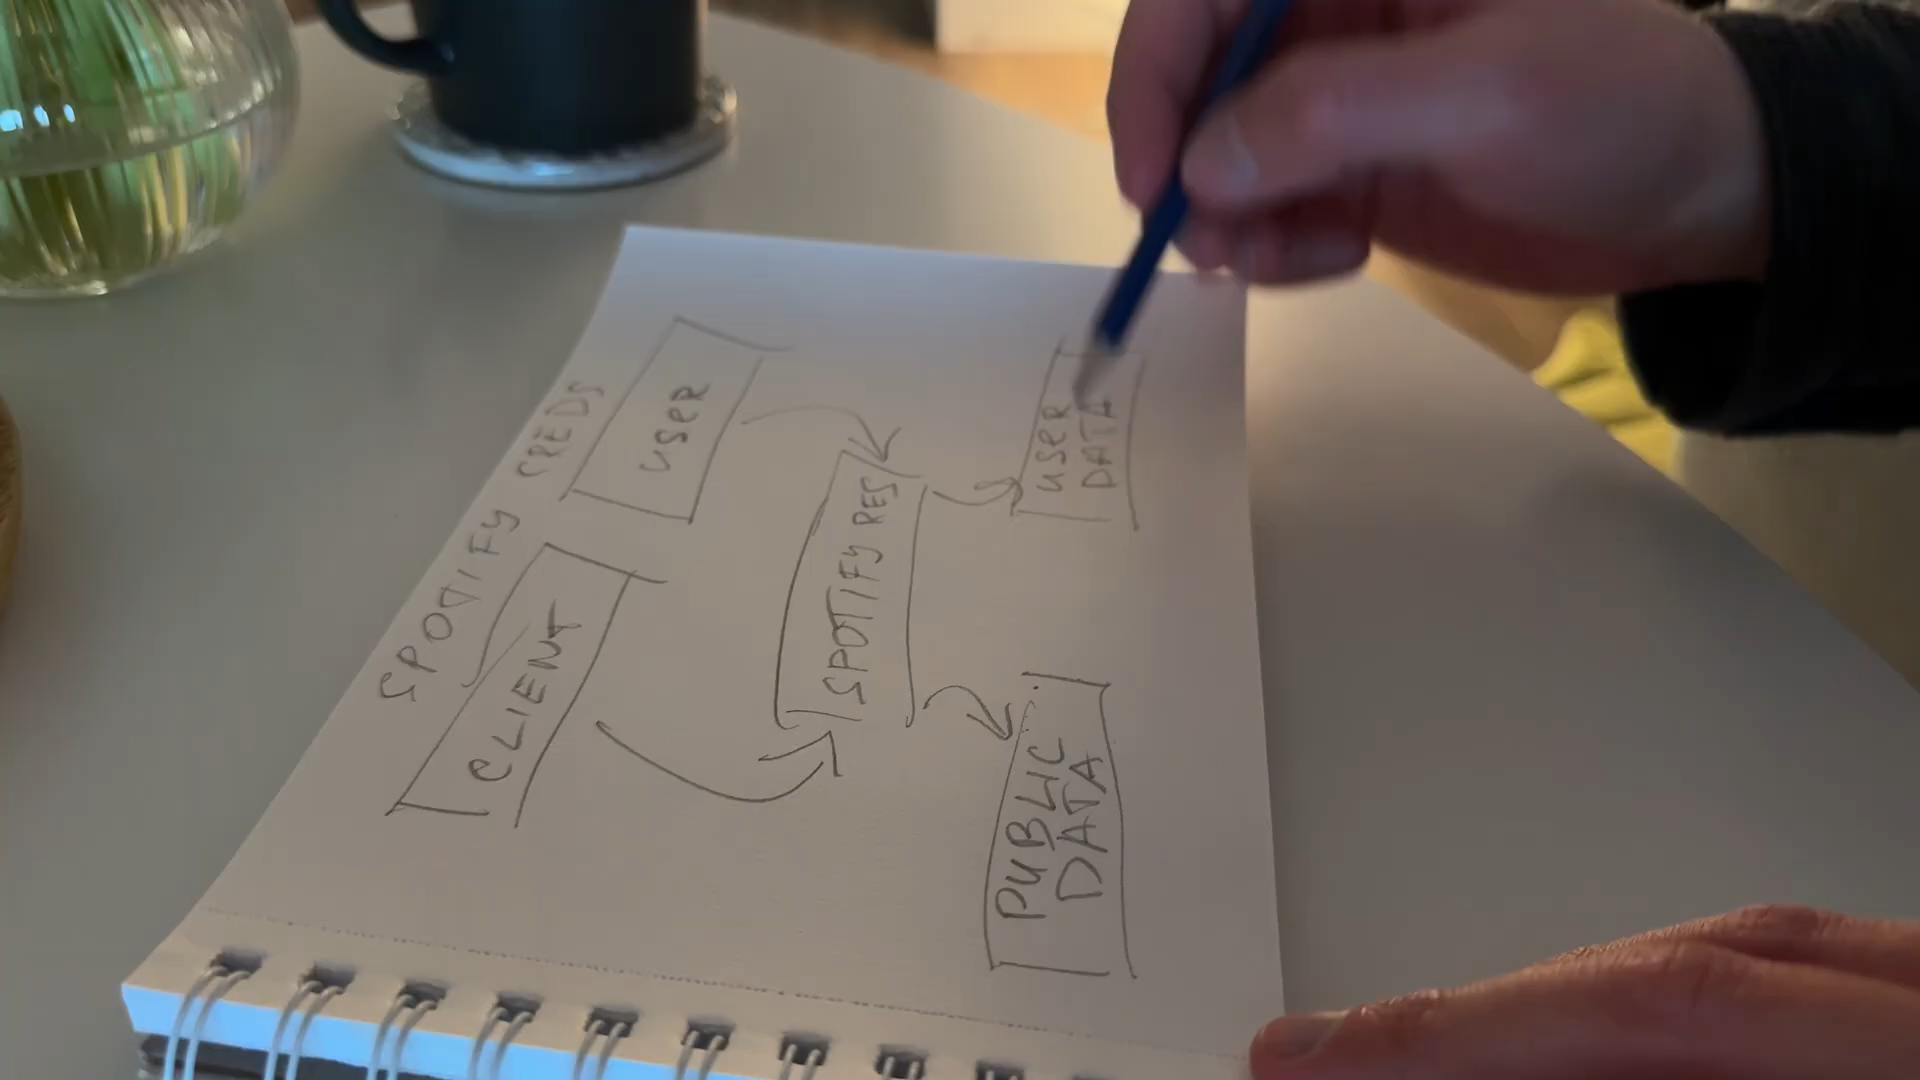 SPOTIFY CREDS
CLIENT
USER
SPOTIFY RES
PUBLIC
DATA
USER
DATA